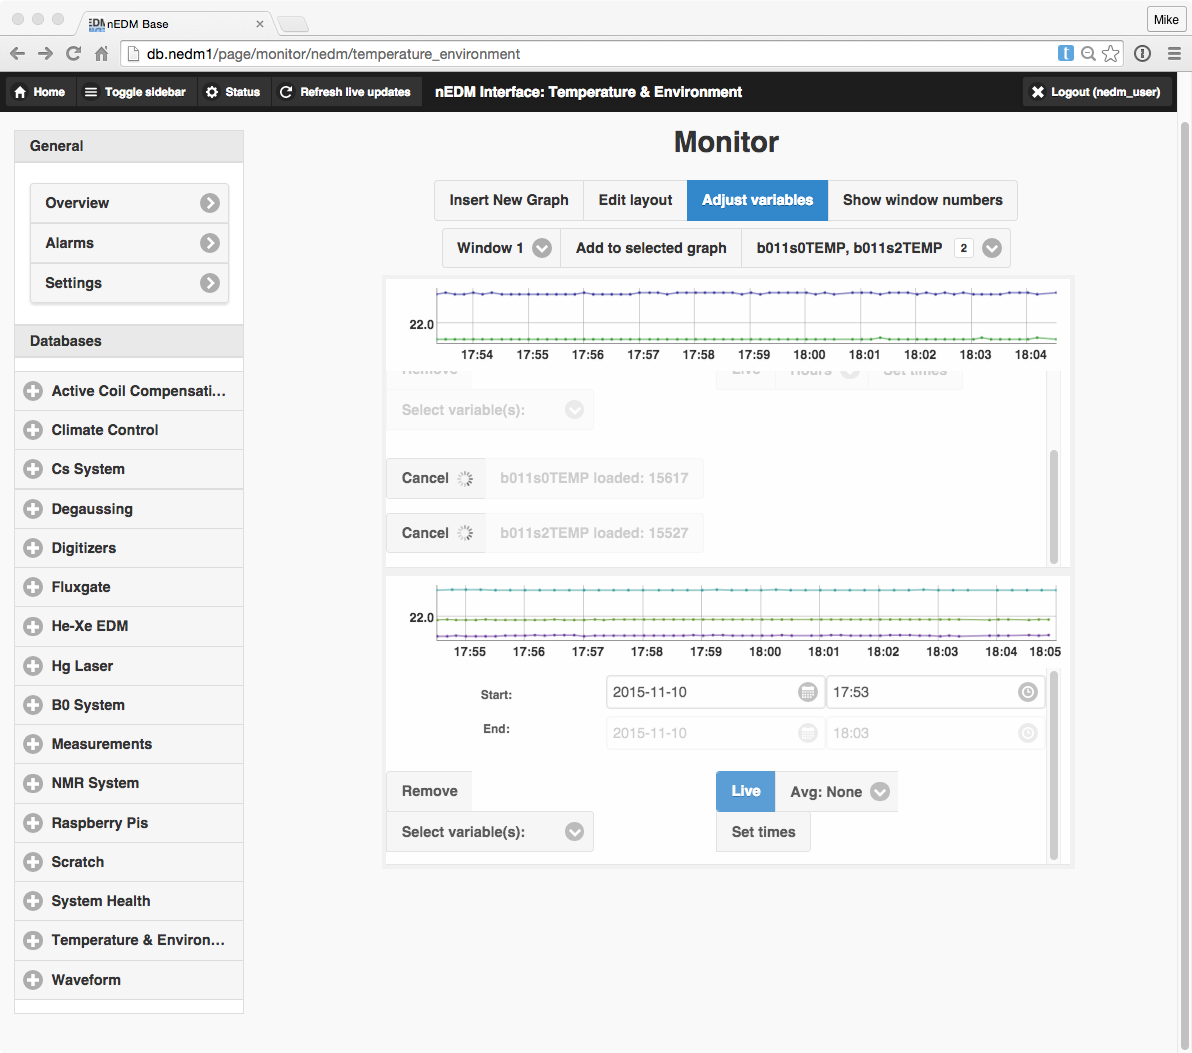 nEDM Base
Mike
db.nedm1/page/monitor/nedm/temperature_environment
Home Toggle sidebar Status Refresh live updates nEDM Interface: Temperature & Environment Logout (nedm_user)
General
Overview
Alarms
Settings
Databases
Active Coil Compensati...
Climate Control
Cs System
Degaussing
Digitizers
Fluxgate
He-Xe EDM
Hg Laser
B0 System
Measurements
NMR System
Raspberry Pis
Scratch
System Health
Temperature & Environ...
Waveform
Monitor
Insert New Graph Edit layout Adjust variables Show window numbers
Window 1 Add to selected graph b011s0TEMP, b011s2TEMP 2
22.0
17:54 17:55 17:56 17:57 17:58 17:59 18:00 18:01 18:02 18:03 18:04
Remove Live Hours Set times
Select variable(s):
Cancel b011s0TEMP loaded: 15617
Cancel b011s2TEMP loaded: 15527
22.0
17:55 17:56 17:57 17:58 17:59 18:00 18:01 18:02 18:03 18:04 18:05
Start: 2015-11-10 17:53
End: 2015-11-10 18:03
Remove Live Avg: None
Select variable(s): Set times